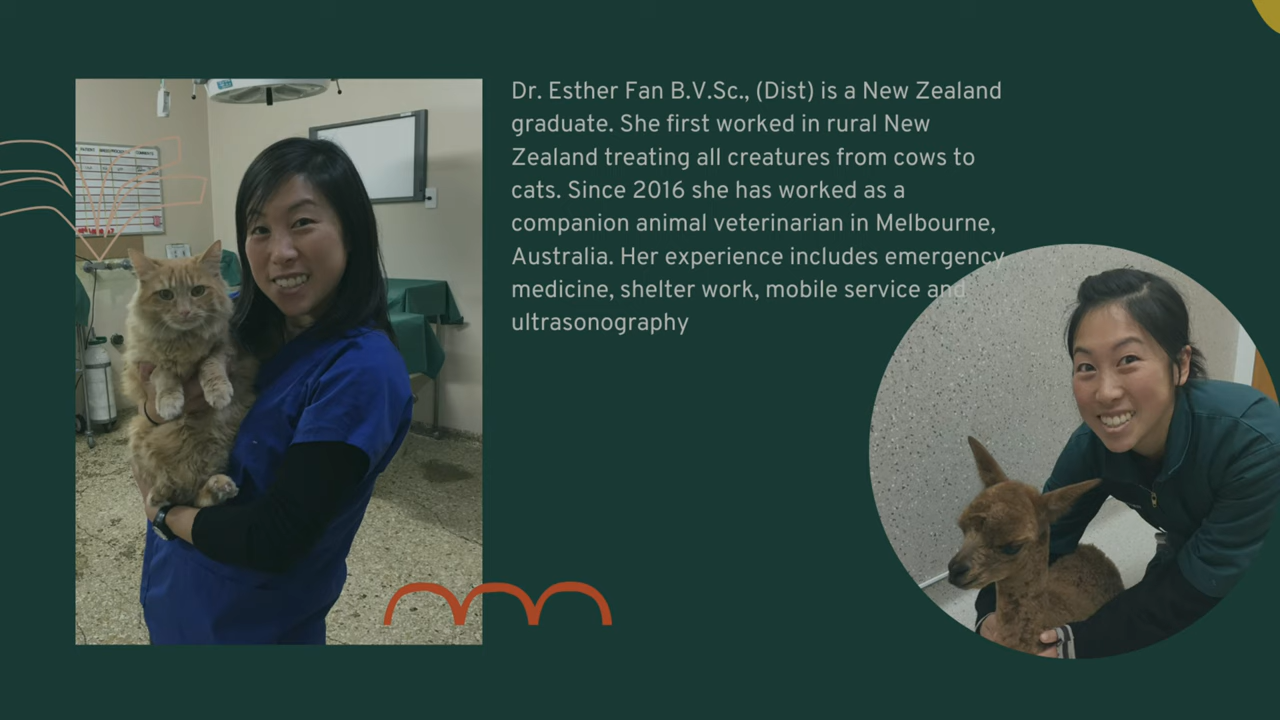 Dr. Esther Fan B.V.Sc., (Dist) is a New Zealand
graduate. She first worked in rural New
Zealand treating all creatures from cows to
cats. Since 2016 she has worked as a
companion animal veterinarian in Melbourne,
Australia. Her experience includes emergency
medicine, shelter work, mobile service and
ultrasonography